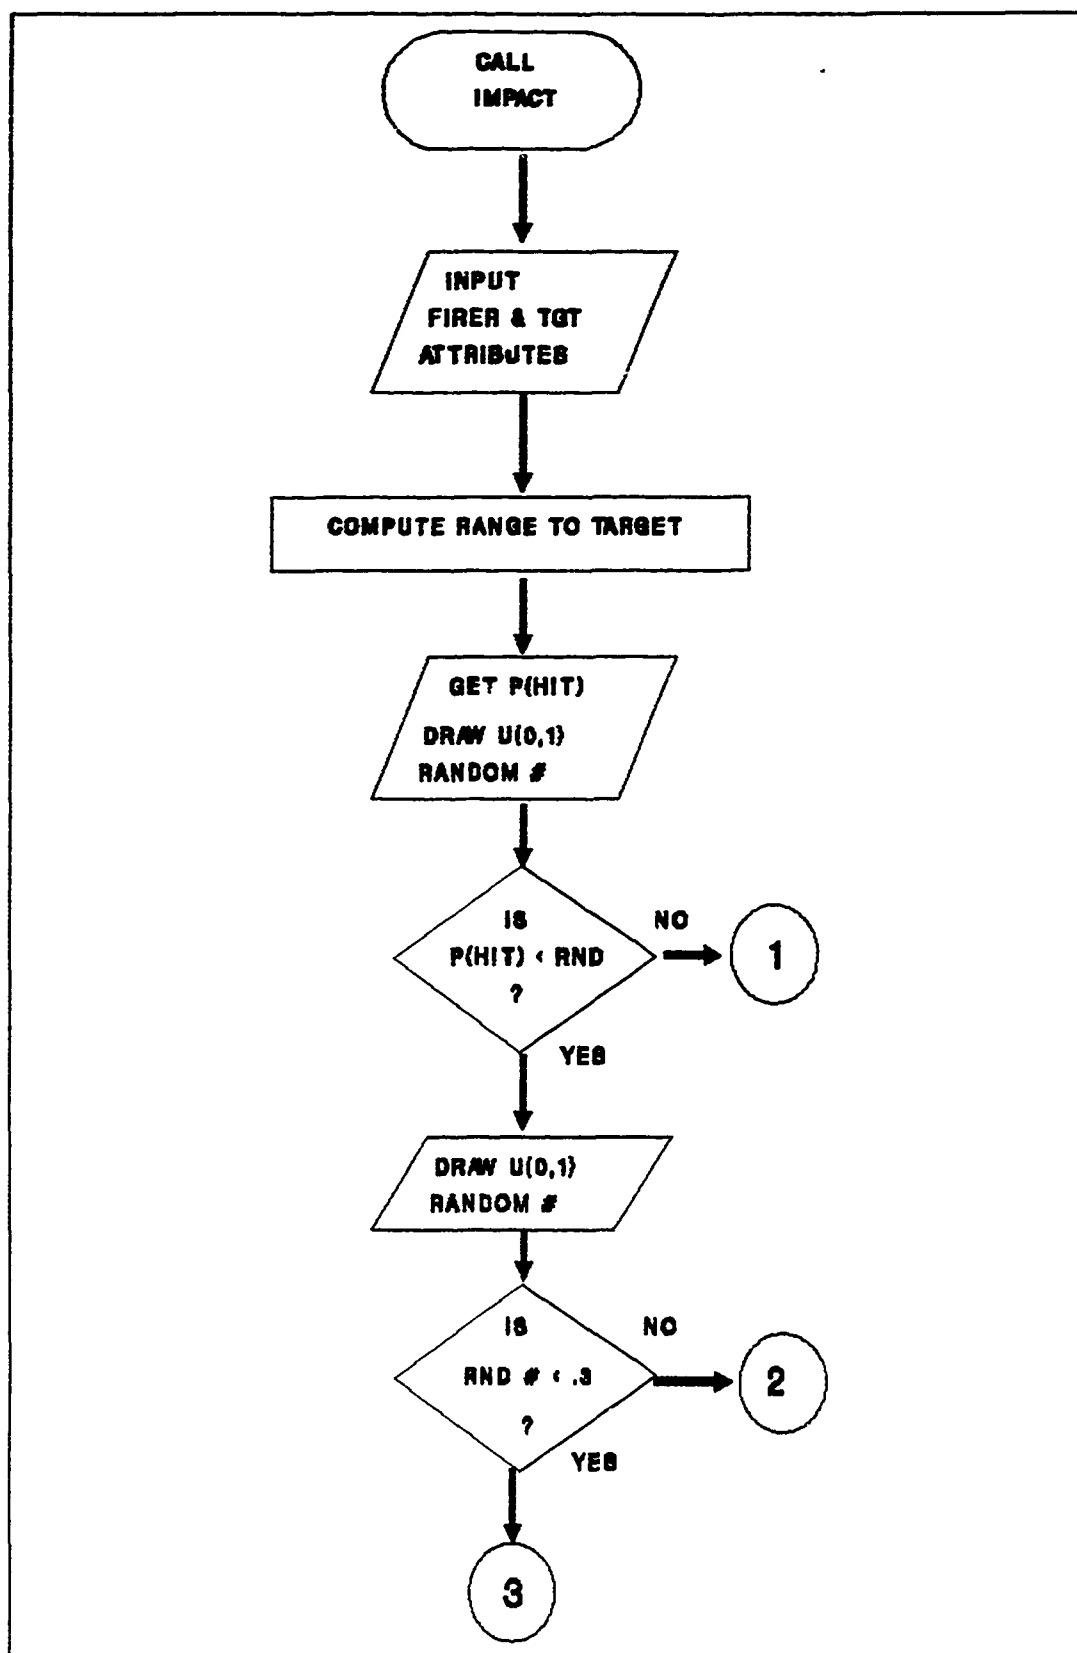 CALL
IMPACT
INPUT
FIRER & TGT
ATTRIBUTES
COMPUTE RANGE TO TARGET
GET P(HIT)
DRAW U(0,1)
RANDOM #
IS
P(HIT) < RND
?
NO
1
YES
DRAW U(0,1)
RANDOM #
IS
RND # < .3
?
NO
2
YES
3